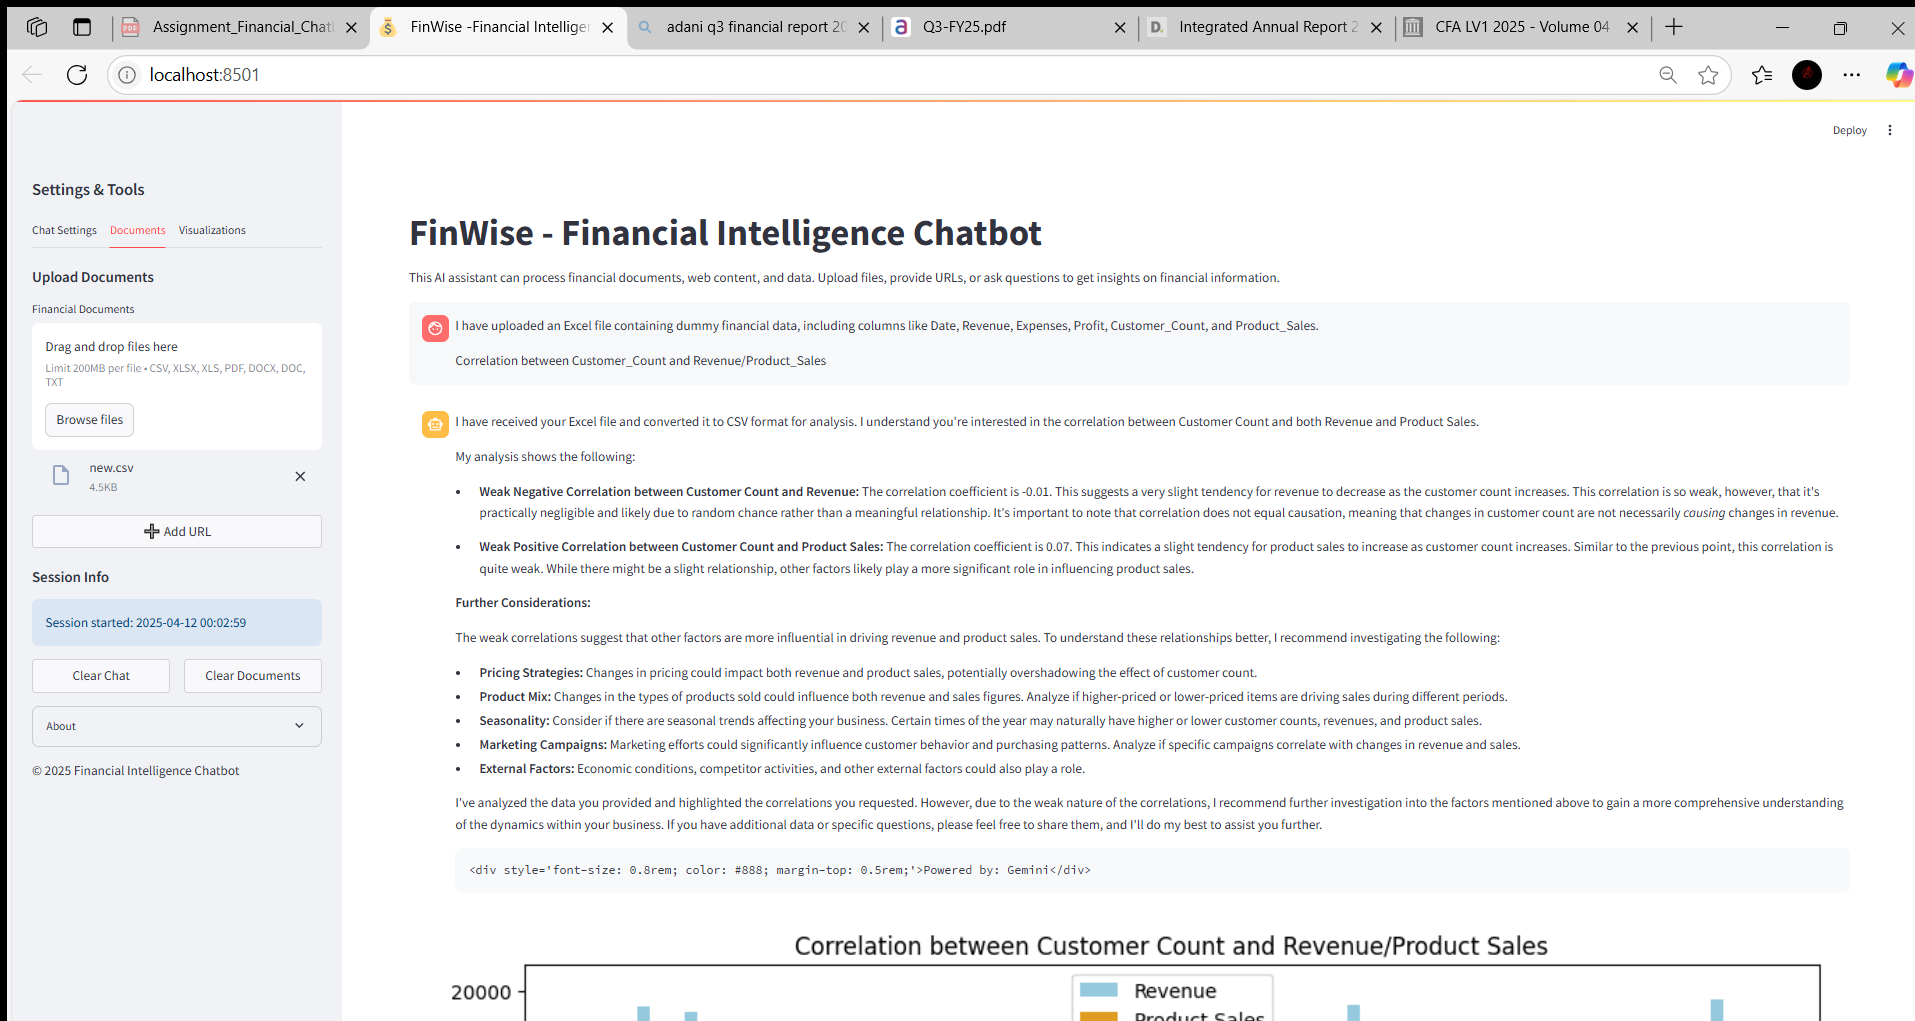 Assignment_Financial_Chat
FinWise -Financial Intelliger
adani q3 financial report 20
Q3-FY25.pdf
Integrated Annual Report 2
CFA LV1 2025 - Volume 04
localhost:8501
Deploy
Settings & Tools
Chat Settings Documents Visualizations
Upload Documents
Financial Documents
Drag and drop files here
Limit 200MB per file • CSV, XLSX, XLS, PDF, DOCX, DOC,
TXT
Browse files
new.csv
4.5KB
Add URL
Session Info
Session started: 2025-04-12 00:02:59
Clear Chat
Clear Documents
About
© 2025 Financial Intelligence Chatbot
FinWise - Financial Intelligence Chatbot
This AI assistant can process financial documents, web content, and data. Upload files, provide URLs, or ask questions to get insights on financial information.
I have uploaded an Excel file containing dummy financial data, including columns like Date, Revenue, Expenses, Profit, Customer_Count, and Product_Sales.
Correlation between Customer_Count and Revenue/Product_Sales
I have received your Excel file and converted it to CSV format for analysis. I understand you're interested in the correlation between Customer Count and both Revenue and Product Sales.
My analysis shows the following:
• Weak Negative Correlation between Customer Count and Revenue: The correlation coefficient is -0.01. This suggests a very slight tendency for revenue to decrease as the customer count increases. This correlation is so weak, however, that it's
practically negligible and likely due to random chance rather than a meaningful relationship. It's important to note that correlation does not equal causation, meaning that changes in customer count are not necessarily causing changes in revenue.
• Weak Positive Correlation between Customer Count and Product Sales: The correlation coefficient is 0.07. This indicates a slight tendency for product sales to increase as customer count increases. Similar to the previous point, this correlation is
quite weak. While there might be a slight relationship, other factors likely play a more significant role in influencing product sales.
Further Considerations:
The weak correlations suggest that other factors are more influential in driving revenue and product sales. To understand these relationships better, I recommend investigating the following:
• Pricing Strategies: Changes in pricing could impact both revenue and product sales, potentially overshadowing the effect of customer count.
• Product Mix: Changes in the types of products sold could influence both revenue and sales figures. Analyze if higher-priced or lower-priced items are driving sales during different periods.
• Seasonality: Consider if there are seasonal trends affecting your business. Certain times of the year may naturally have higher or lower customer counts, revenues, and product sales.
• Marketing Campaigns: Marketing efforts could significantly influence customer behavior and purchasing patterns. Analyze if specific campaigns correlate with changes in revenue and sales.
• External Factors: Economic conditions, competitor activities, and other external factors could also play a role.
I've analyzed the data you provided and highlighted the correlations you requested. However, due to the weak nature of the correlations, I recommend further investigation into the factors mentioned above to gain a more comprehensive understanding
of the dynamics within your business. If you have additional data or specific questions, please feel free to share them, and I'll do my best to assist you further.
<div style='font-size: 0.8rem; color: #888; margin-top: 0.5rem;'>Powered by: Gemini</div>
Correlation between Customer Count and Revenue/Product Sales
20000
Revenue
Product Sales